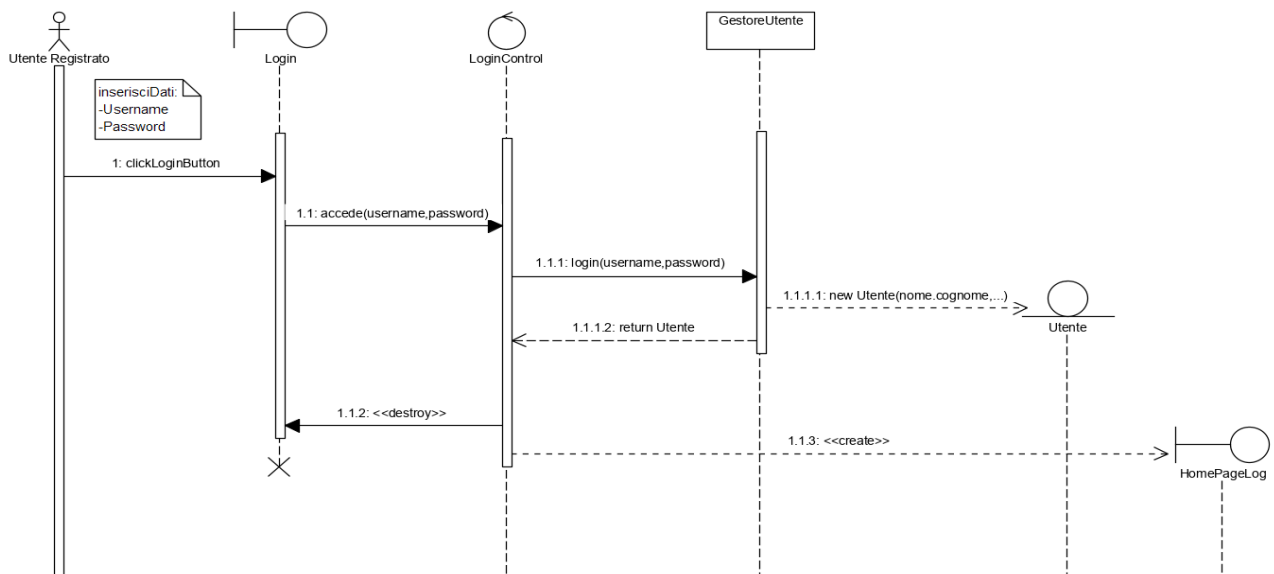 GestoreUtente
Utente Registrato
Login
LoginControl
inserisciDati:
-Username
-Password
1: clickLoginButton
1.1: accede(username,password)
1.1.1: login(username,password)
1.1.1.1: new Utente(nome.cognome,...)
1.1.1.2: return Utente
Utente
1.1.2: <<destroy>>
1.1.3: <<create>>
HomePageLog